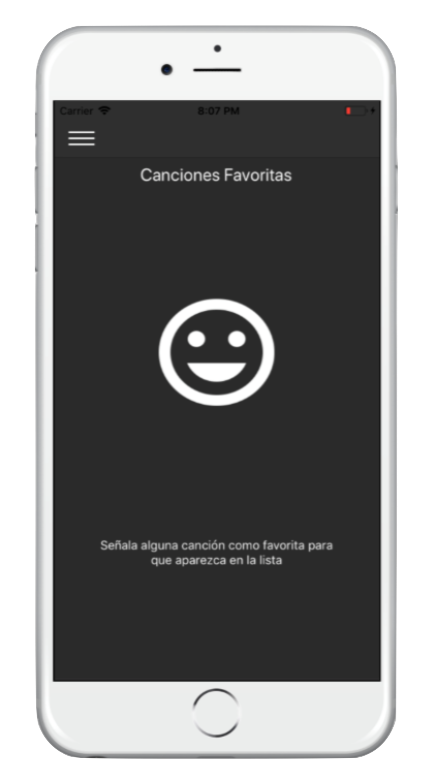 Carrier 8:07 PM
Canciones Favoritas
Señala alguna canción como favorita para
que aparezca en la lista